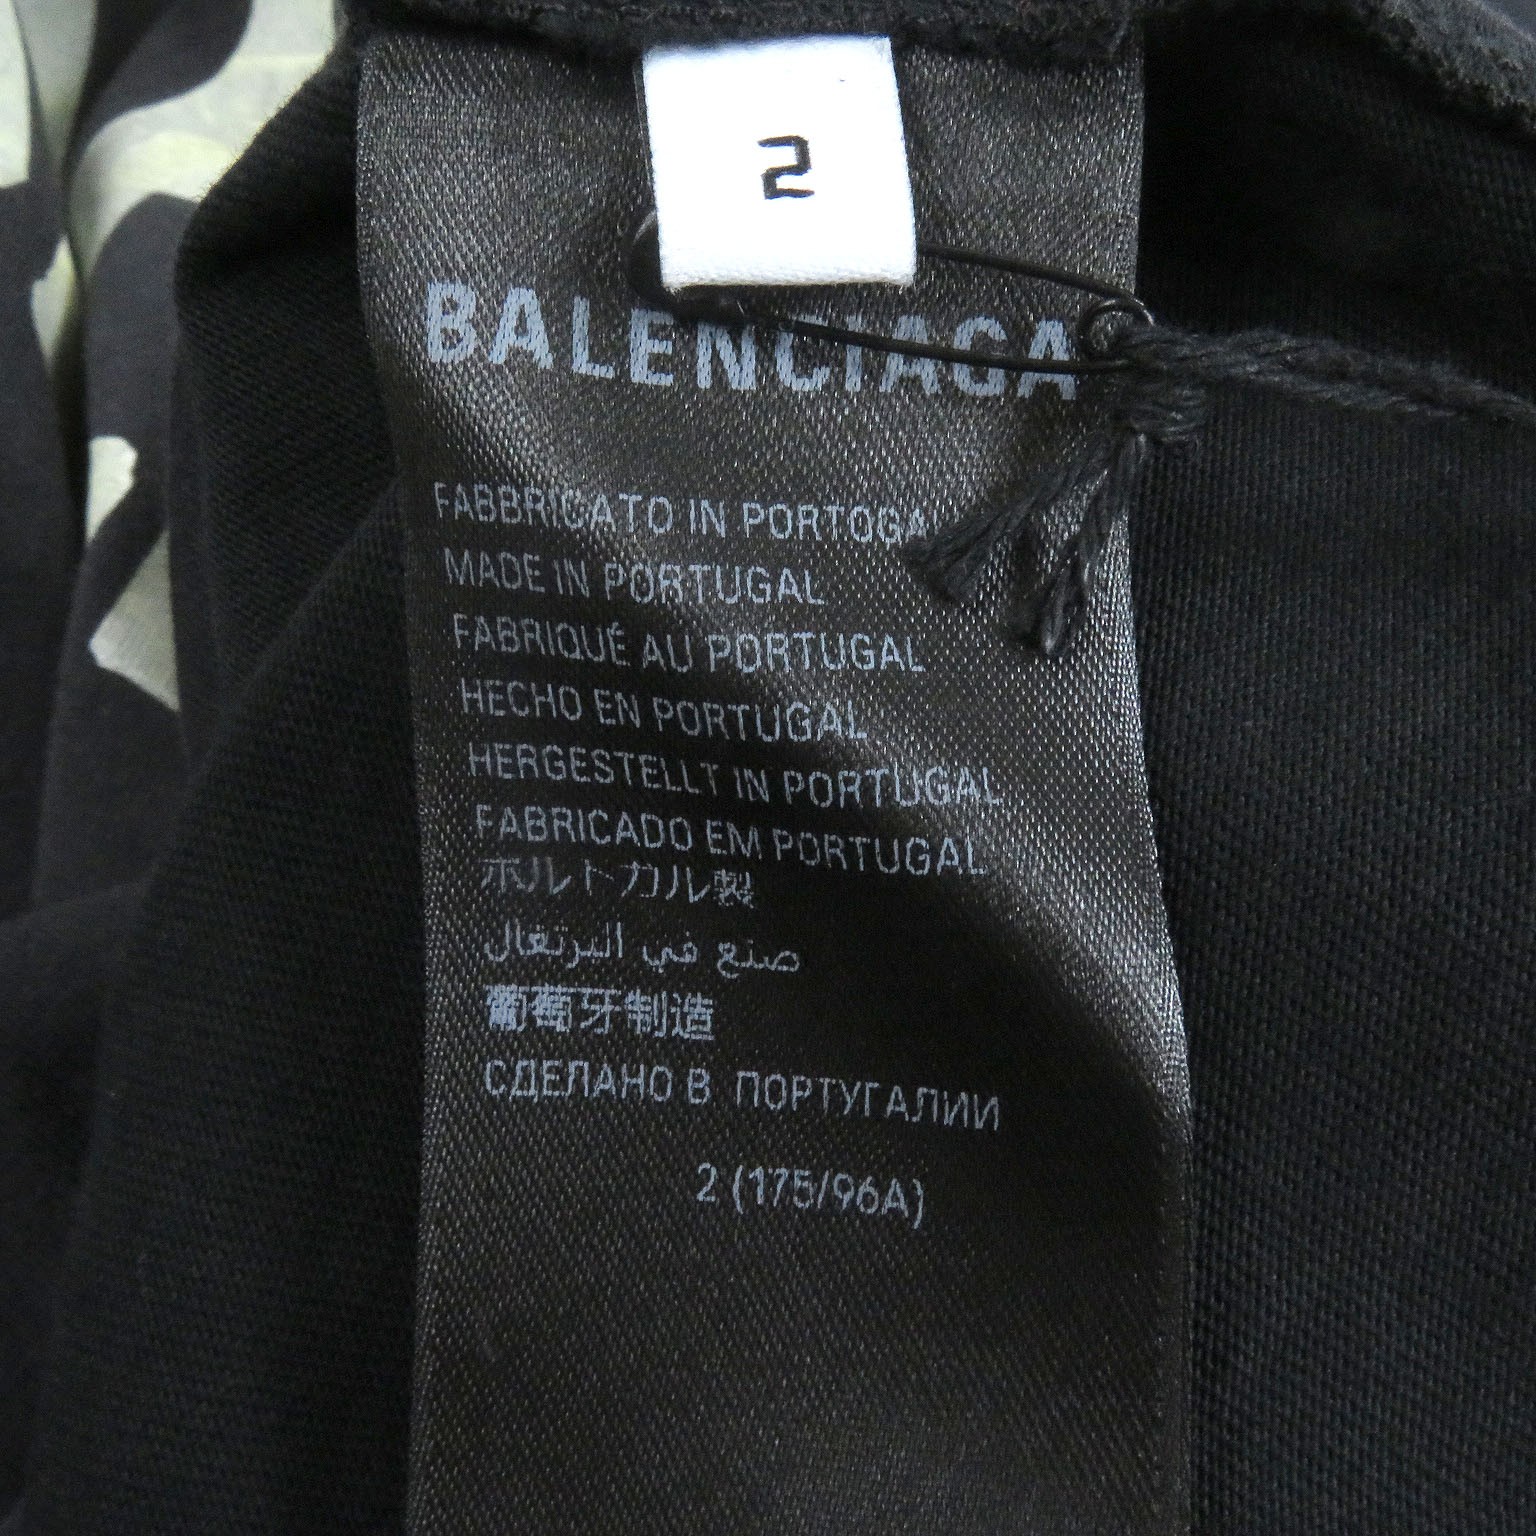 2
BALENCIAGA
FABBRICATO IN PORTOGA
MADE IN PORTUGAL
FABRIQUÉ AU PORTUGAL
HECHO EN PORTUGAL
HERGESTELLT IN PORTUGAL
FABRICADO EM PORTUGAL
ポルトガル製
صنع في البرتغال
葡萄牙制造
СДЕЛАНО В ПОРТУГАЛИИ
2 (175/96A)